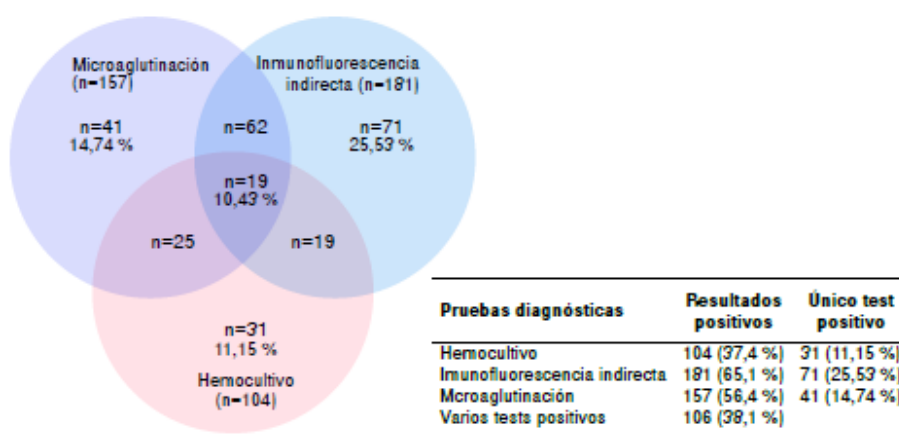 Microaglutinación
(n=157)
Inmunofluorescencia
indirecta (n=181)
n=41
14,74 %
n=62
n=71
25,53 %
n=19
10,43 %
n=25
n=19
n=31
11,15 %
Hemocultivo
(n=104)
Pruebas diagnósticas Resultados positivos Único test positivo
Hemocultivo 104 (37,4 %) 31 (11,15 %)
Imunofluorescencia indirecta 181 (65,1 %) 71 (25,53 %)
Mcroaglutinación 157 (56,4 %) 41 (14,74 %)
Varios tests positivos 106 (38,1 %)